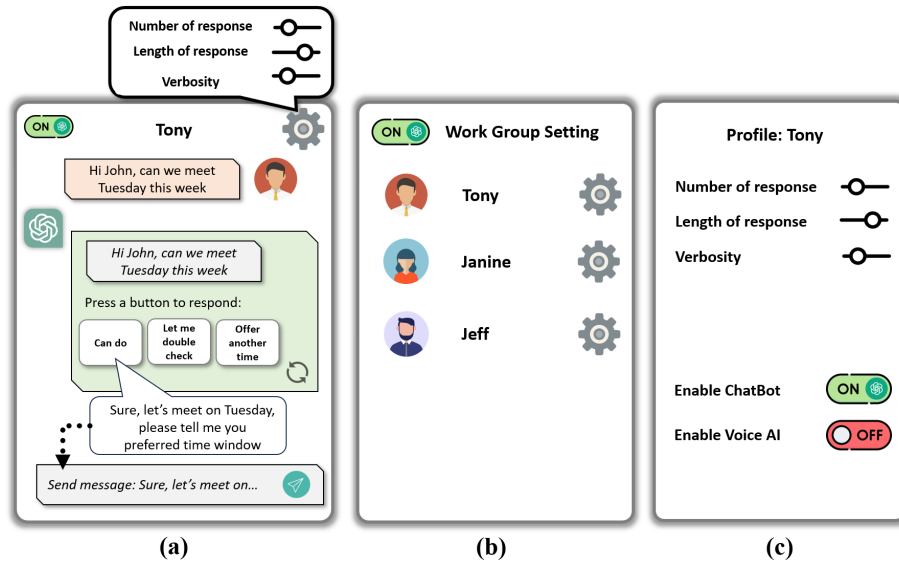 Number of response
Length of response
Verbosity
ON
Tony
Hi John, can we meet
Tuesday this week
Hi John, can we meet
Tuesday this week
Press a button to respond:
Can do
Let me
double
check
Offer
another
time
Sure, let's meet on Tuesday,
please tell me you
preferred time window
Send message: Sure, let's meet on...
(a)
ON
Work Group Setting
Tony
Janine
Jeff
(b)
Profile: Tony
Number of response
Length of response
Verbosity
Enable ChatBot
ON
Enable Voice AI
OFF
(c)